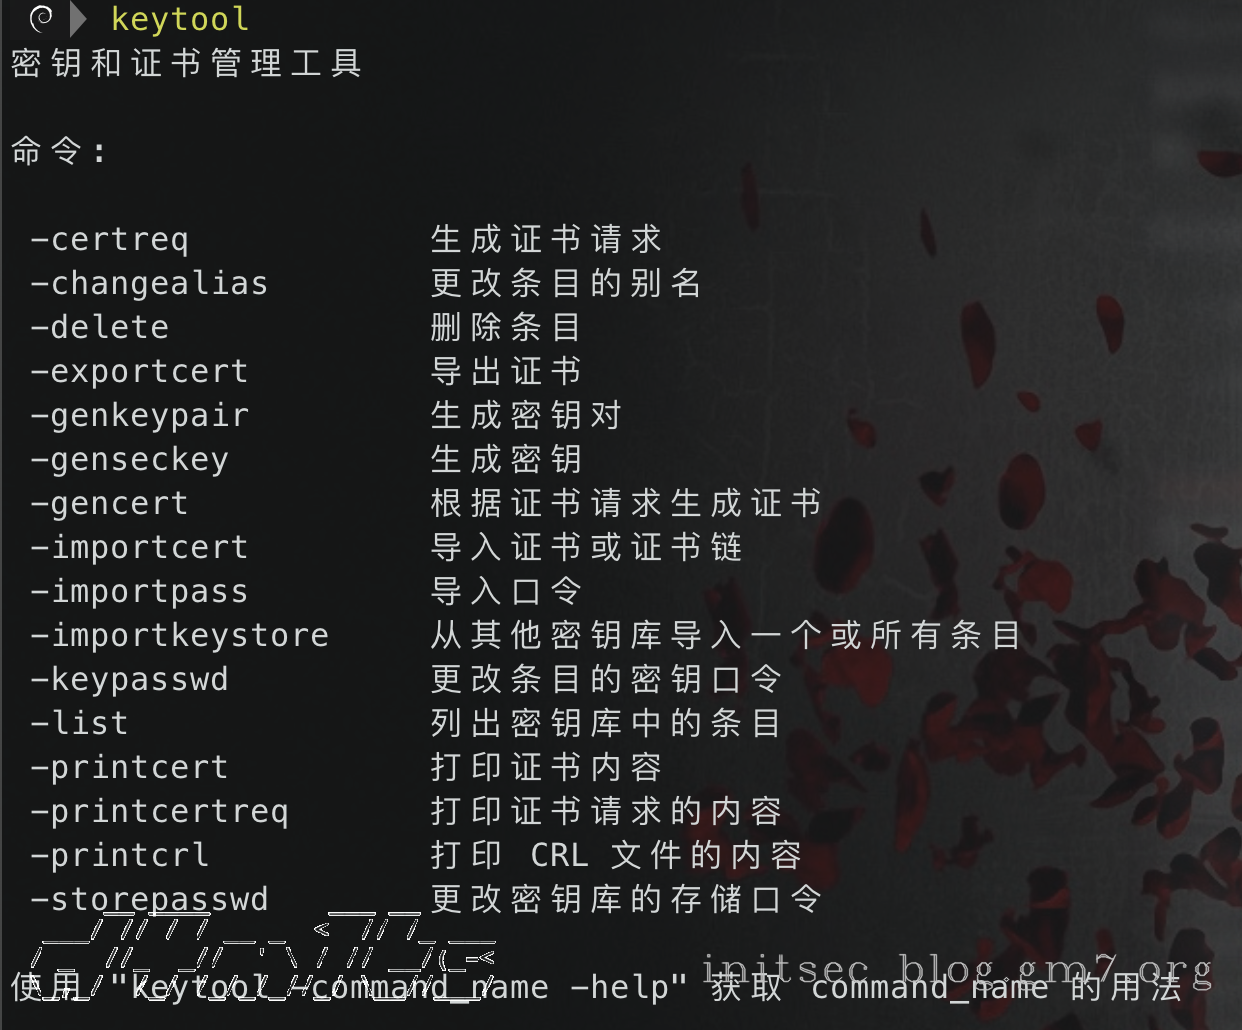 keytool
密钥和证书管理工具
命令:
-certreq 生成证书请求
-changealias 更改条目的别名
-delete 删除条目
-exportcert 导出证书
-genkeypair 生成密钥对
-genseckey 生成密钥
-gencert 根据证书请求生成证书
-importcert 导入证书或证书链
-importpass 导入口令
-importkeystore 从其他密钥库导入一个或所有条目
-keypasswd 更改条目的密钥口令
-list 列出密钥库中的条目
-printcert 打印证书内容
-printcertreq 打印证书请求的内容
-printcrl 打印 CRL 文件的内容
-storepasswd 更改密钥库的存储口令
initsec.blog.gm7.org
使用 "keytool -command_name -help" 获取 command_name 的用法